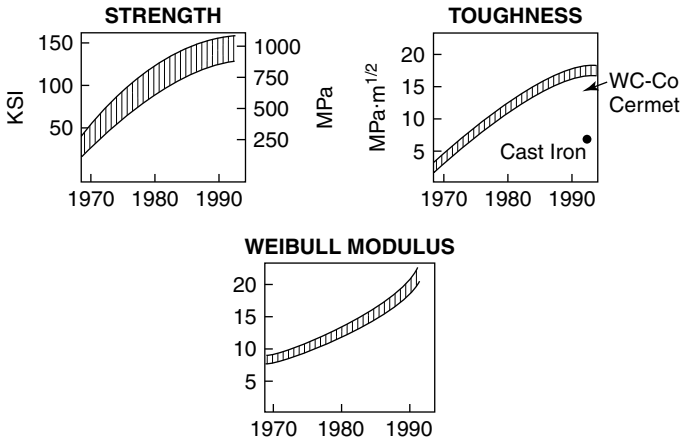 STRENGTH
150
100
50
KSI
1000
750
500
250
MPa
1970 1980 1990
TOUGHNESS
20
15
10
5
MPa·m1/2
WC-Co
Cermet
Cast Iron
1970 1980 1990
WEIBULL MODULUS
20
15
10
5
1970 1980 1990